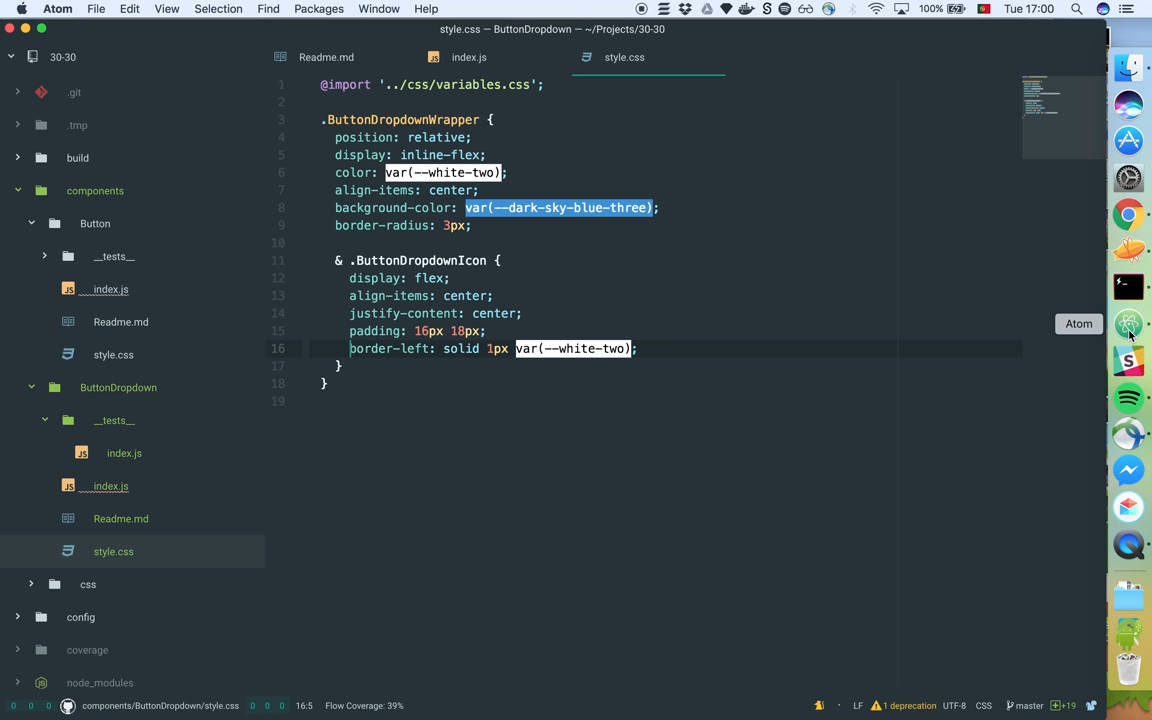 Atom File Edit View Selection Find Packages Window Help 100% Tue 17:00
style.css — ButtonDropdown — ~/Projects/30-30
30-30
Readme.md index.js style.css
.git
.tmp
build
components
Button
__tests__
index.js
Readme.md
style.css
ButtonDropdown
__tests__
index.js
index.js
Readme.md
style.css
css
config
coverage
node_modules
1 @import '../css/variables.css';
2
3 .ButtonDropdownWrapper {
4 position: relative;
5 display: inline-flex;
6 color: var(--white-two);
7 align-items: center;
8 background-color: var(--dark-sky-blue-three);
9 border-radius: 3px;
10
11 & .ButtonDropdownIcon {
12 display: flex;
13 align-items: center;
14 justify-content: center;
15 padding: 16px 18px;
16 border-left: solid 1px var(--white-two);
17 }
18 }
19
Atom
0 0 0 components/ButtonDropdown/style.css 0 0 0 16:5 Flow Coverage: 39% LF 1 deprecation UTF-8 CSS master +19